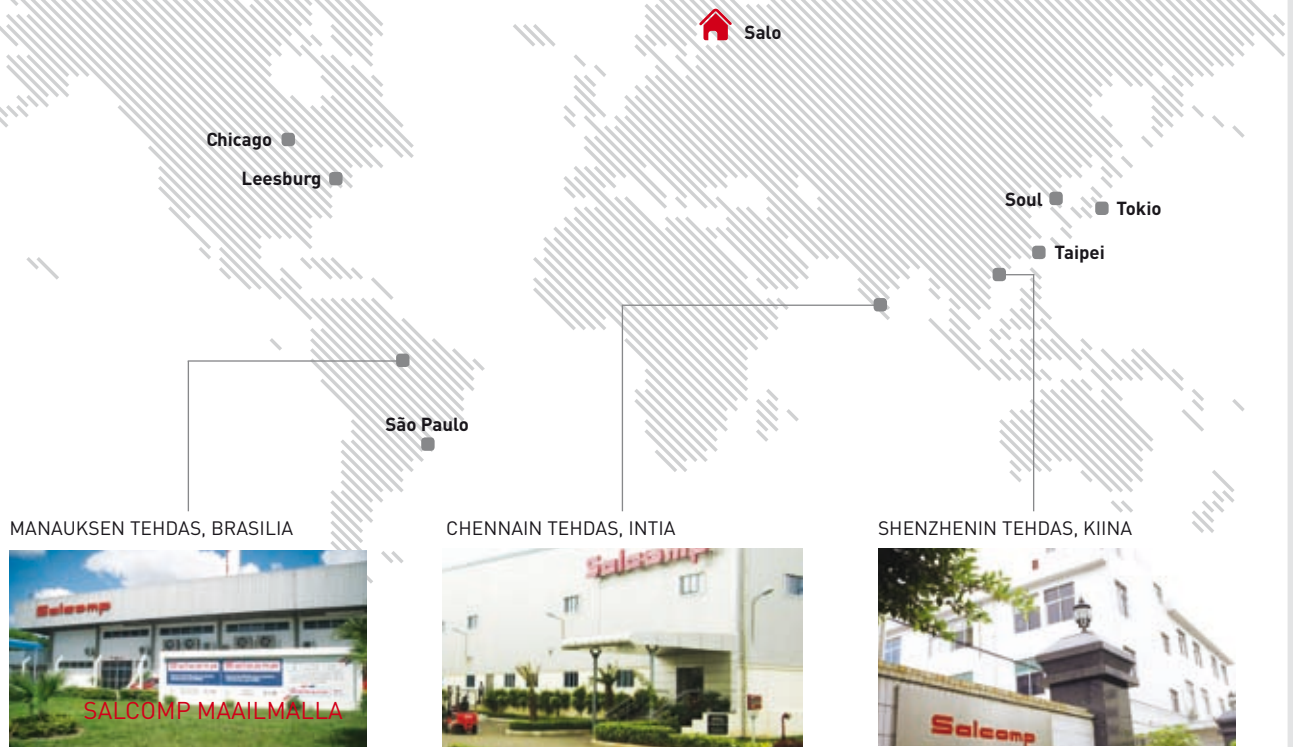 Salo
Chicago
Leesburg
Soul
Tokio
Taipei
São Paulo
MANAUKSEN TEHDAS, BRASILIA
CHENNAIN TEHDAS, INTIA
SHENZHENIN TEHDAS, KIINA
Salcomp
Salcomp
Salcomp
SALCOMP MAAILMALLA